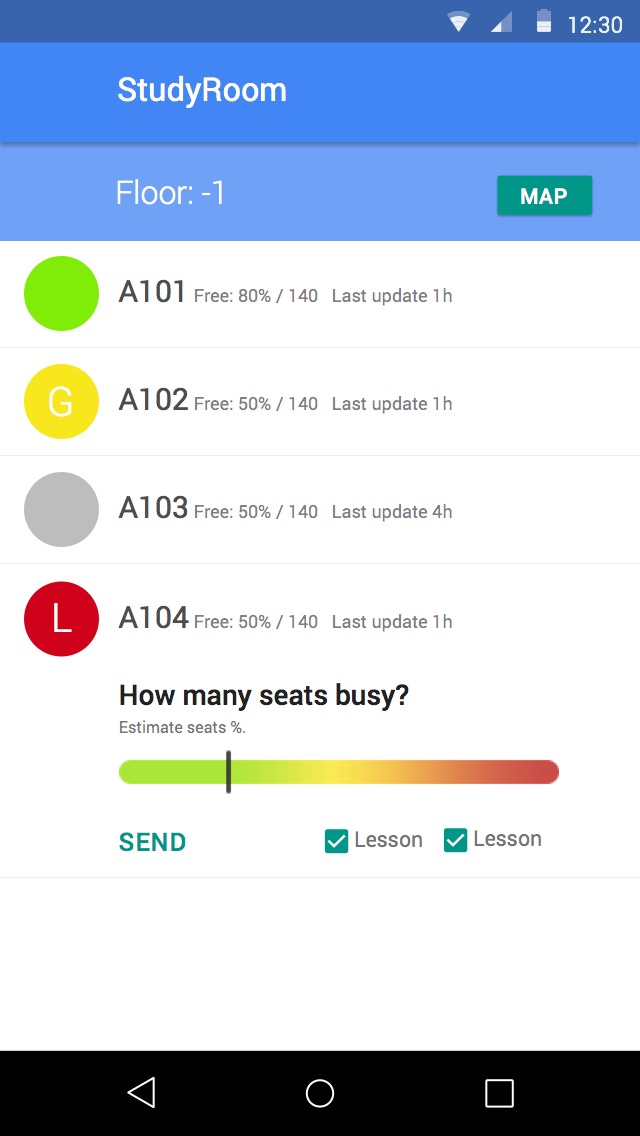 12:30
StudyRoom
Floor: -1 MAP
A101 Free: 80% / 140 Last update 1h
G A102 Free: 50% / 140 Last update 1h
A103 Free: 50% / 140 Last update 4h
L A104 Free: 50% / 140 Last update 1h
How many seats busy?
Estimate seats %.
SEND Lesson Lesson